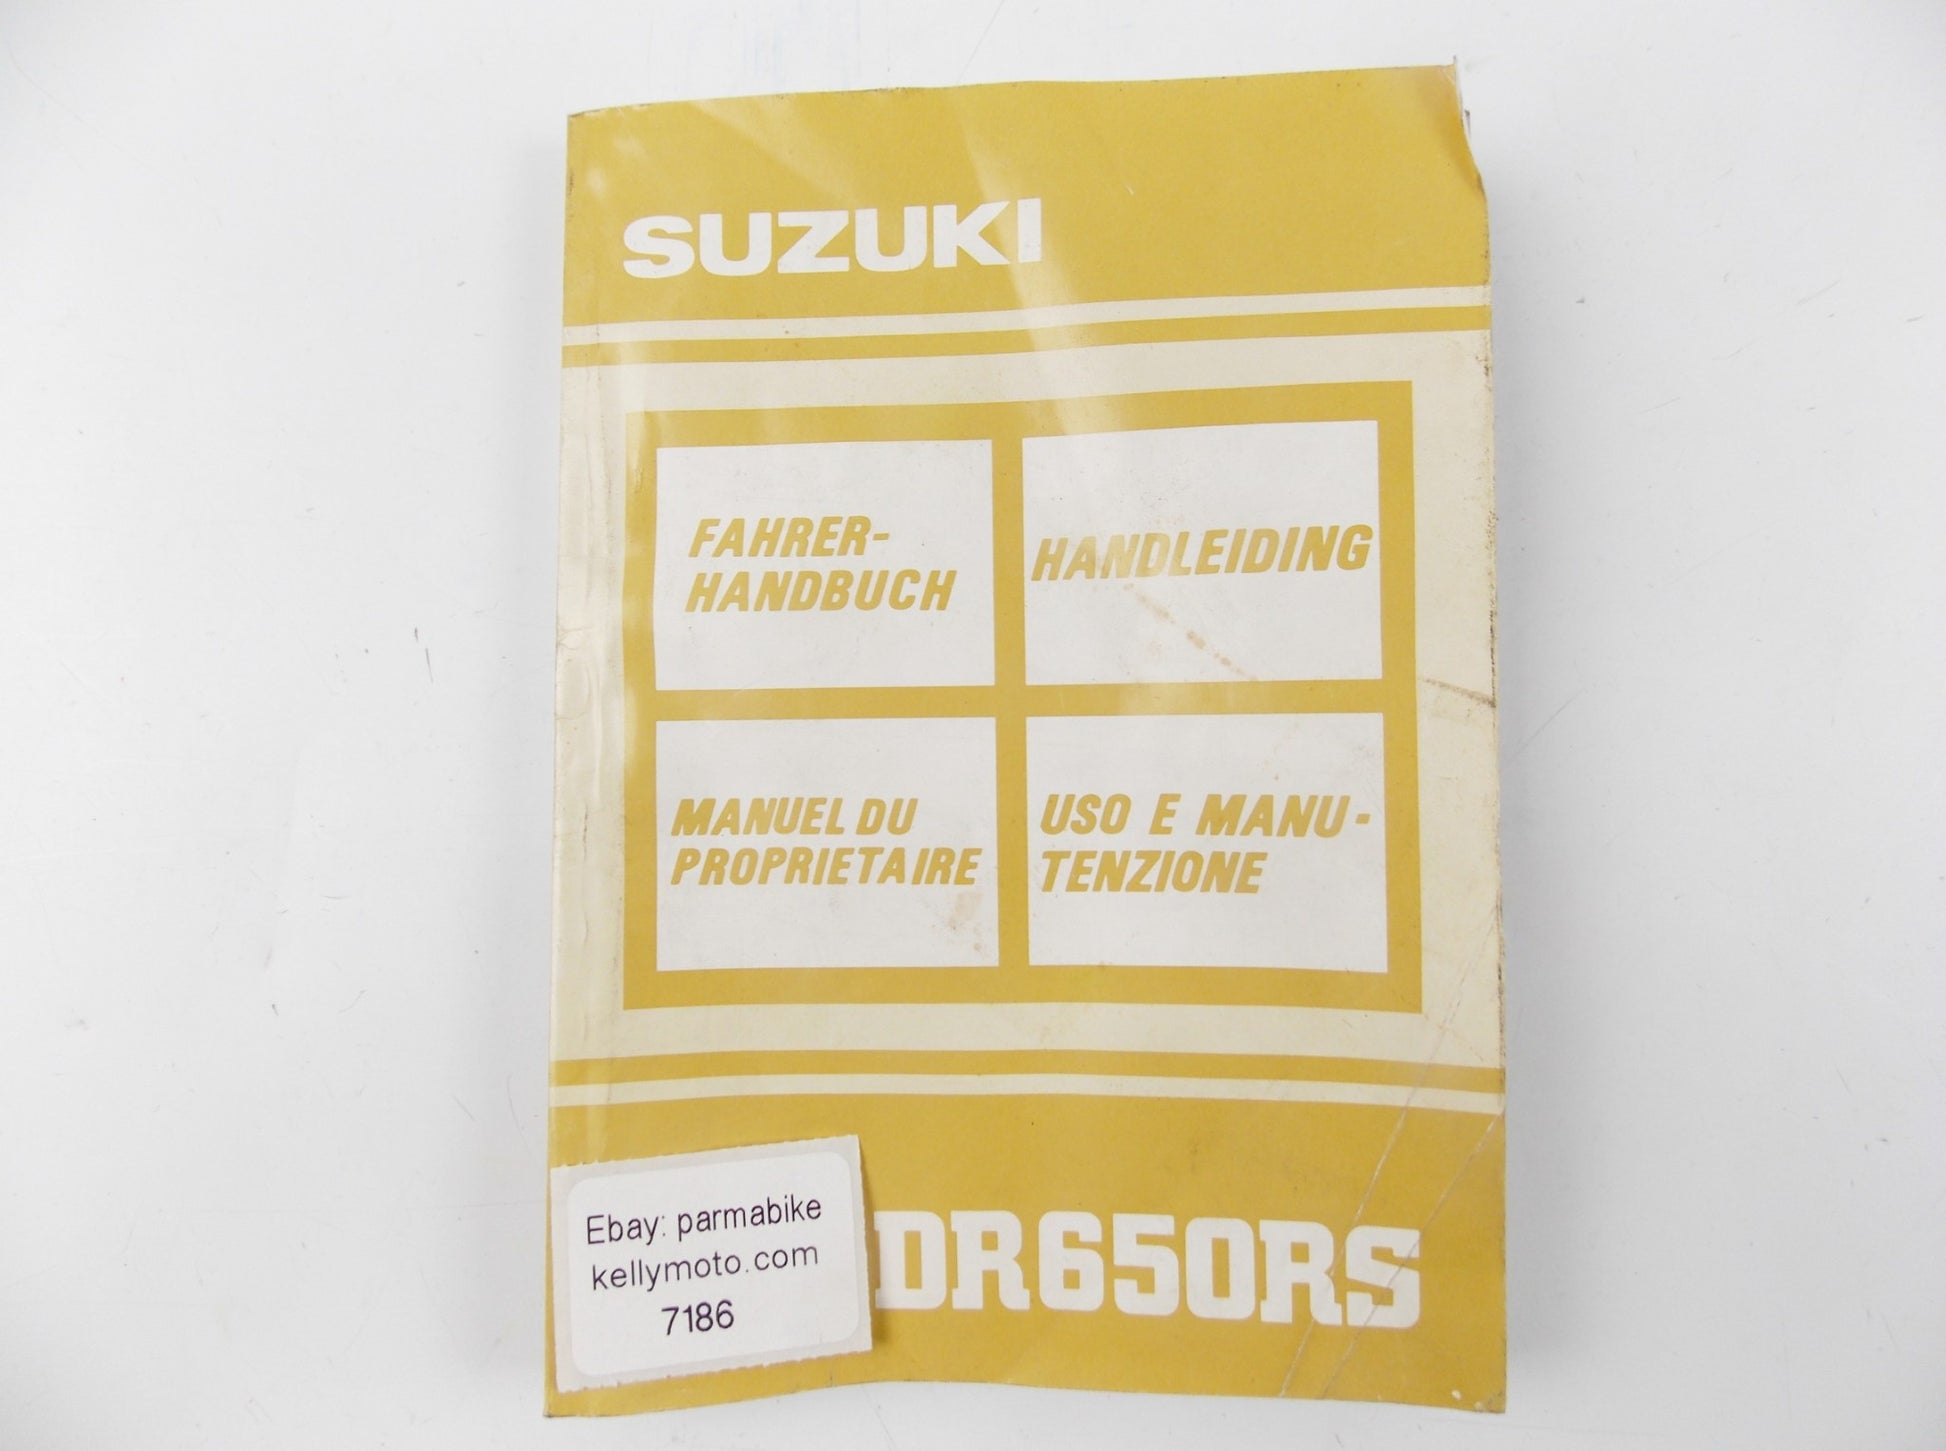 SUZUKI
FAHRER-
HANDBUCH
HANDLEIDING
MANUEL DU
PROPRIETAIRE
USO E MANU-
TENZIONE
Ebay: parmabike
kellymoto.com
7186
DR650RS